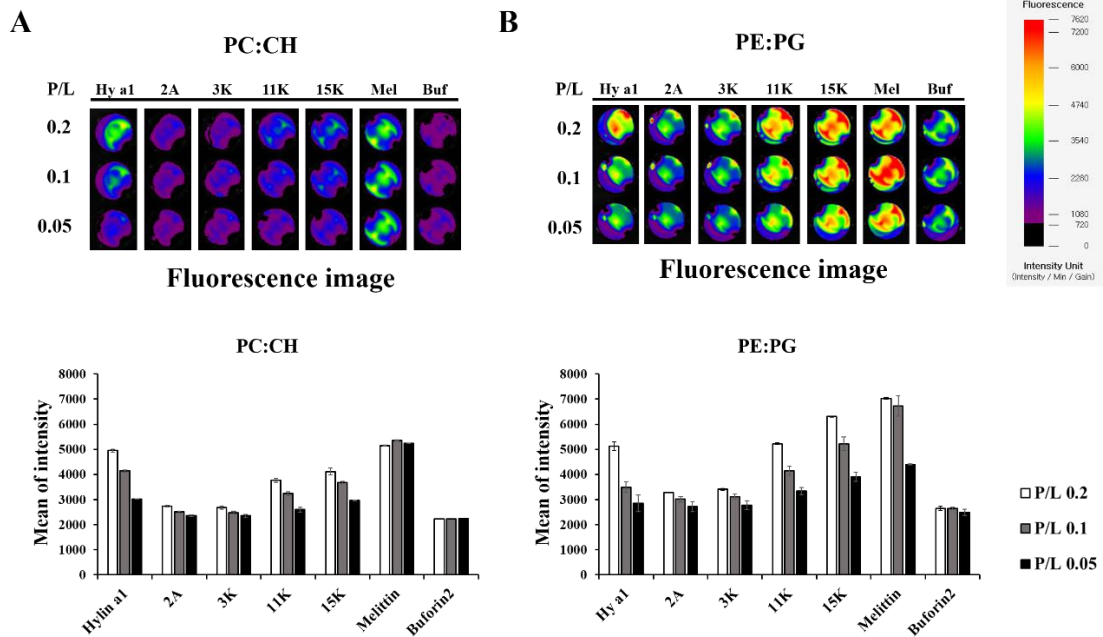 A
PC:CH
P/L Hy a1 2A 3K 11K 15K Mel Buf
0.2
0.1
0.05
Fluorescence image
B
PE:PG
P/L Hy a1 2A 3K 11K 15K Mel Buf
0.2
0.1
0.05
Fluorescence image
Fluorescence
7620
7200
6000
4740
3540
2280
1080
720
0
Intensity Unit
(Intensity / Min / Gain)
PC:CH
Mean of intensity
8000
7000
6000
5000
4000
3000
2000
1000
0
Hylin a1 2A 3K 11K 15K Melittin Buforin2
PE:PG
Mean of intensity
8000
7000
6000
5000
4000
3000
2000
1000
0
Hy a1 2A 3K 11K 15K Melittin Buforin2
P/L 0.2
P/L 0.1
P/L 0.05